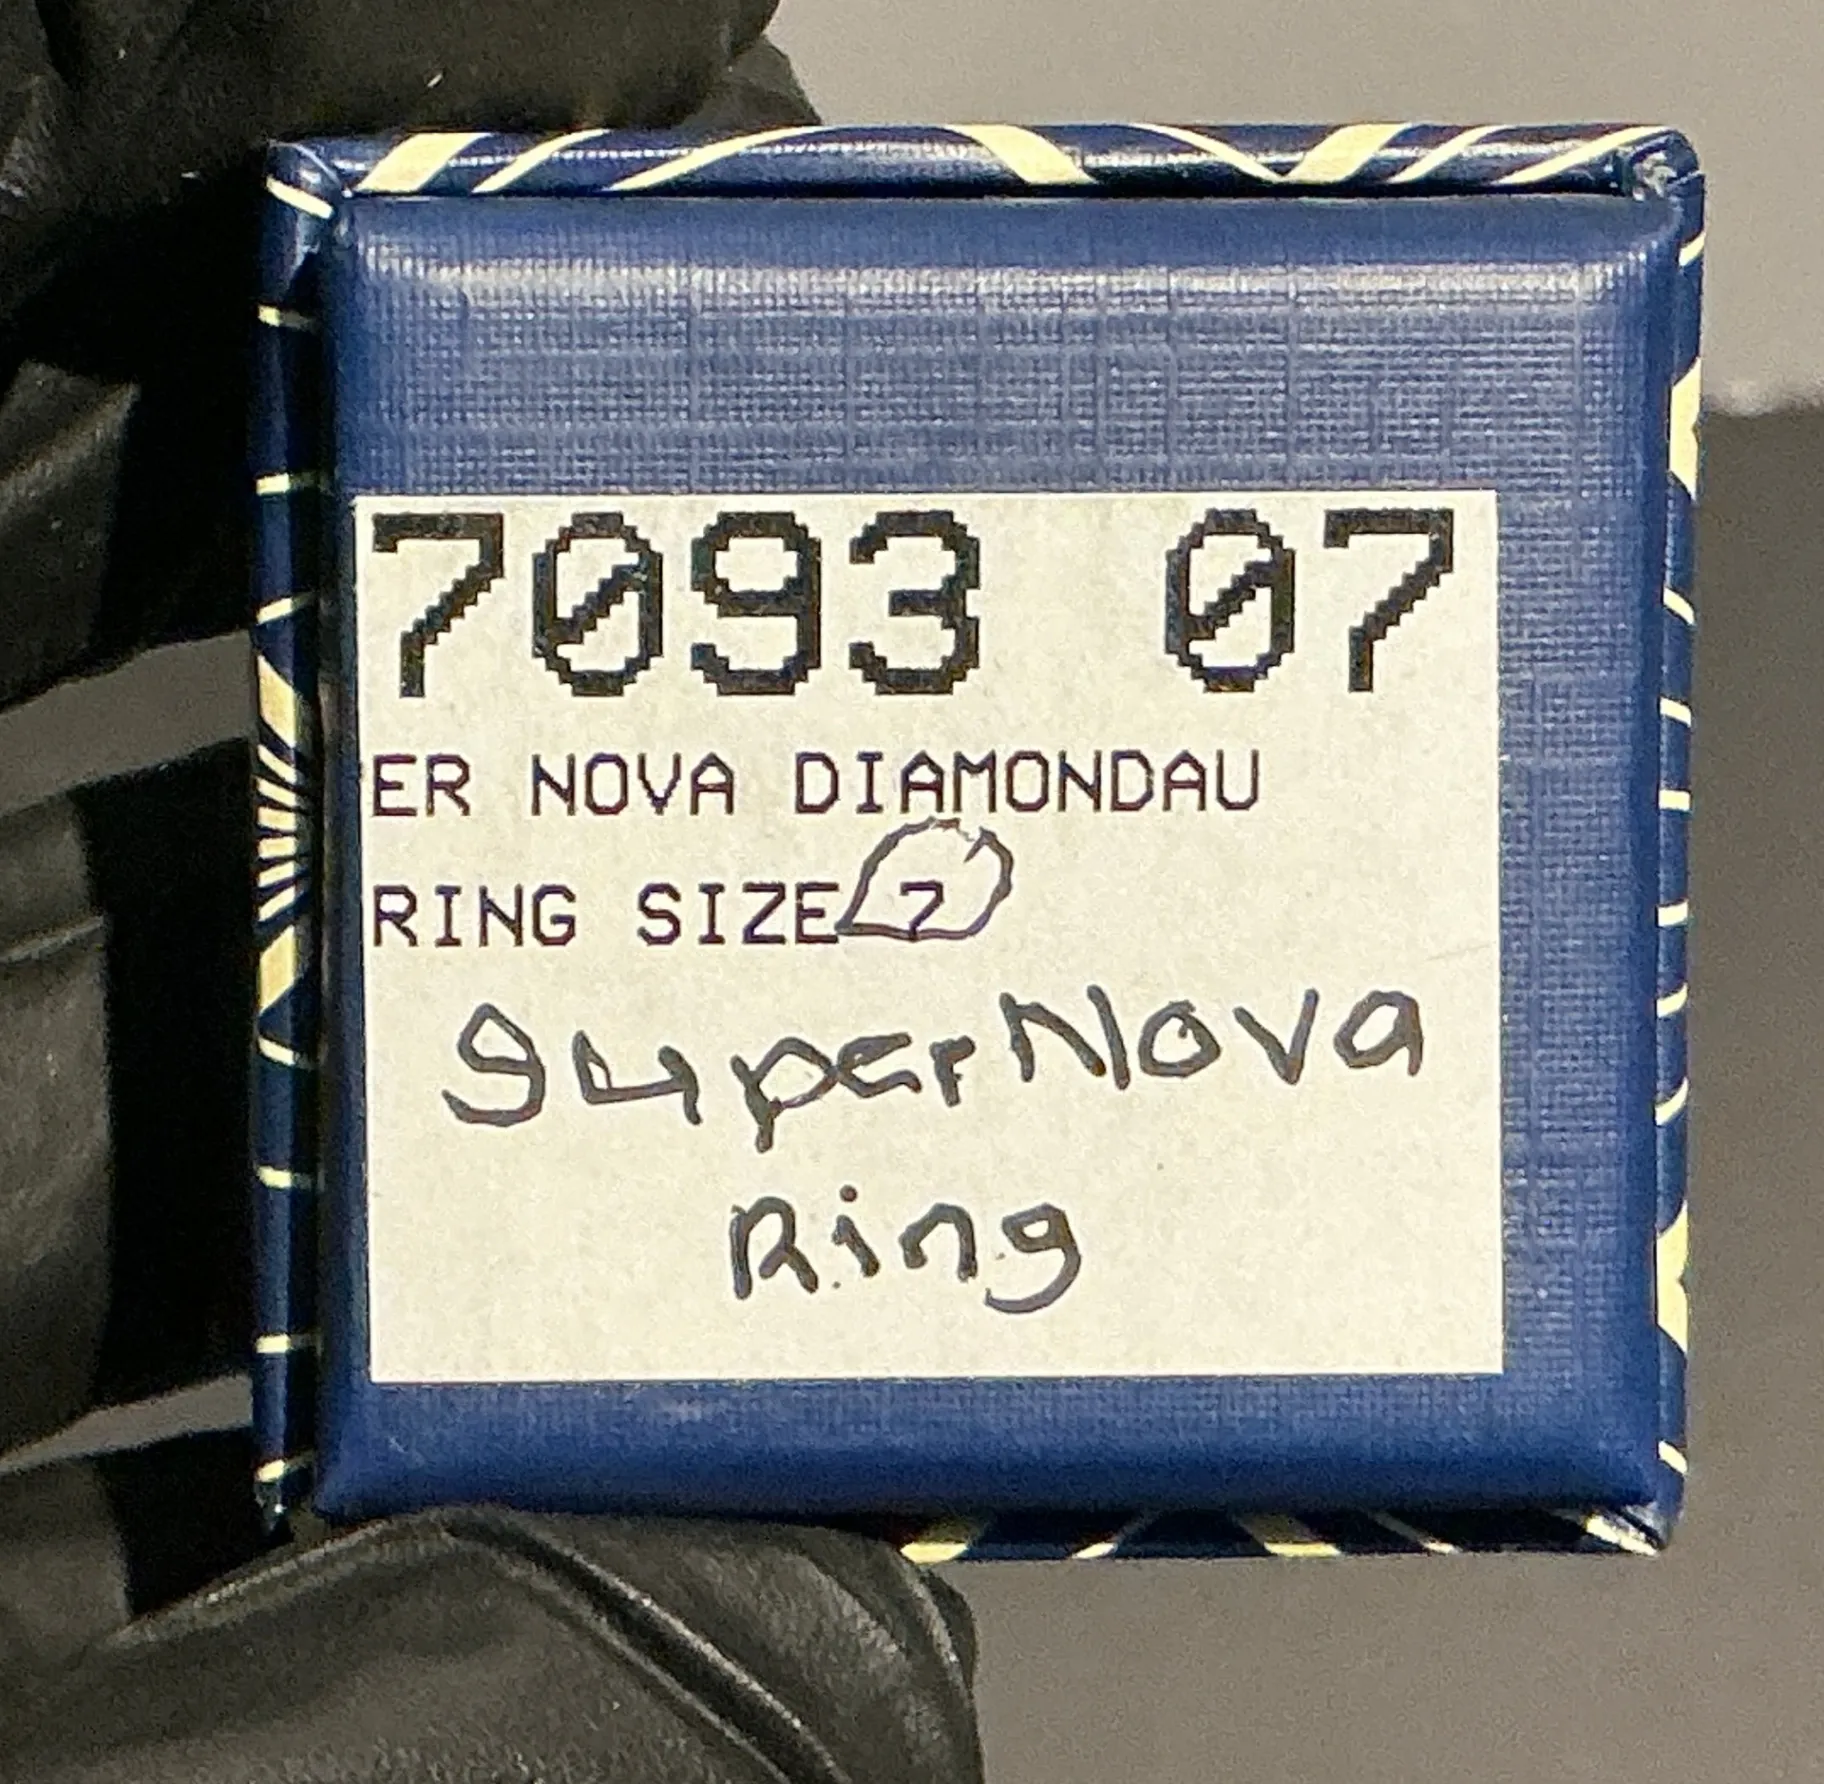 7093 07
ER NOVA DIAMONDAU
RING SIZE 7
SuperNova
Ring